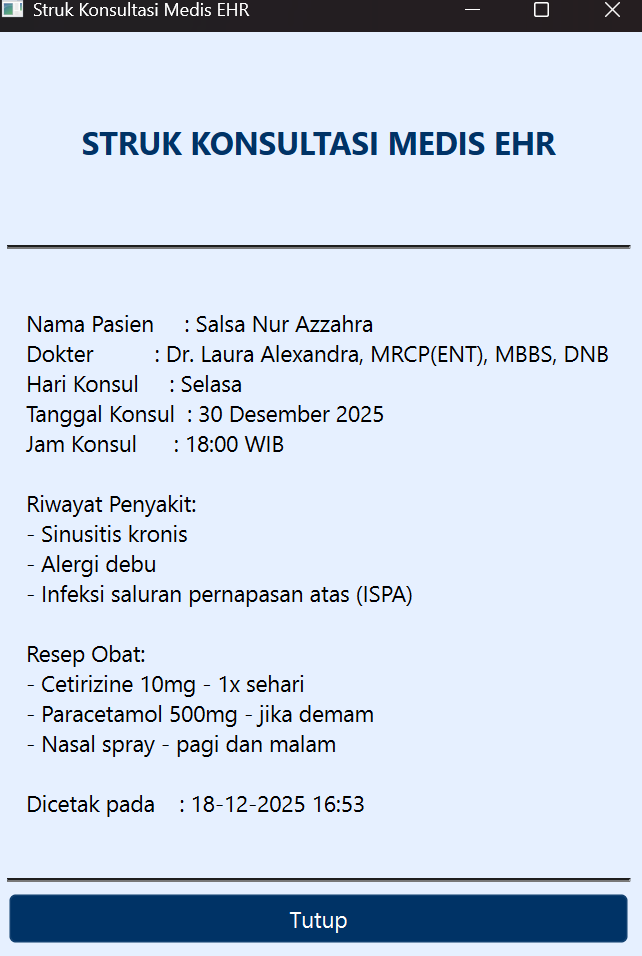 Struk Konsultasi Medis EHR
STRUK KONSULTASI MEDIS EHR
Nama Pasien : Salsa Nur Azzahra
Dokter : Dr. Laura Alexandra, MRCP(ENT), MBBS, DNB
Hari Konsul : Selasa
Tanggal Konsul : 30 Desember 2025
Jam Konsul : 18:00 WIB
Riwayat Penyakit:
- Sinusitis kronis
- Alergi debu
- Infeksi saluran pernapasan atas (ISPA)
Resep Obat:
- Cetirizine 10mg - 1x sehari
- Paracetamol 500mg - jika demam
- Nasal spray - pagi dan malam
Dicetak pada : 18-12-2025 16:53
Tutup